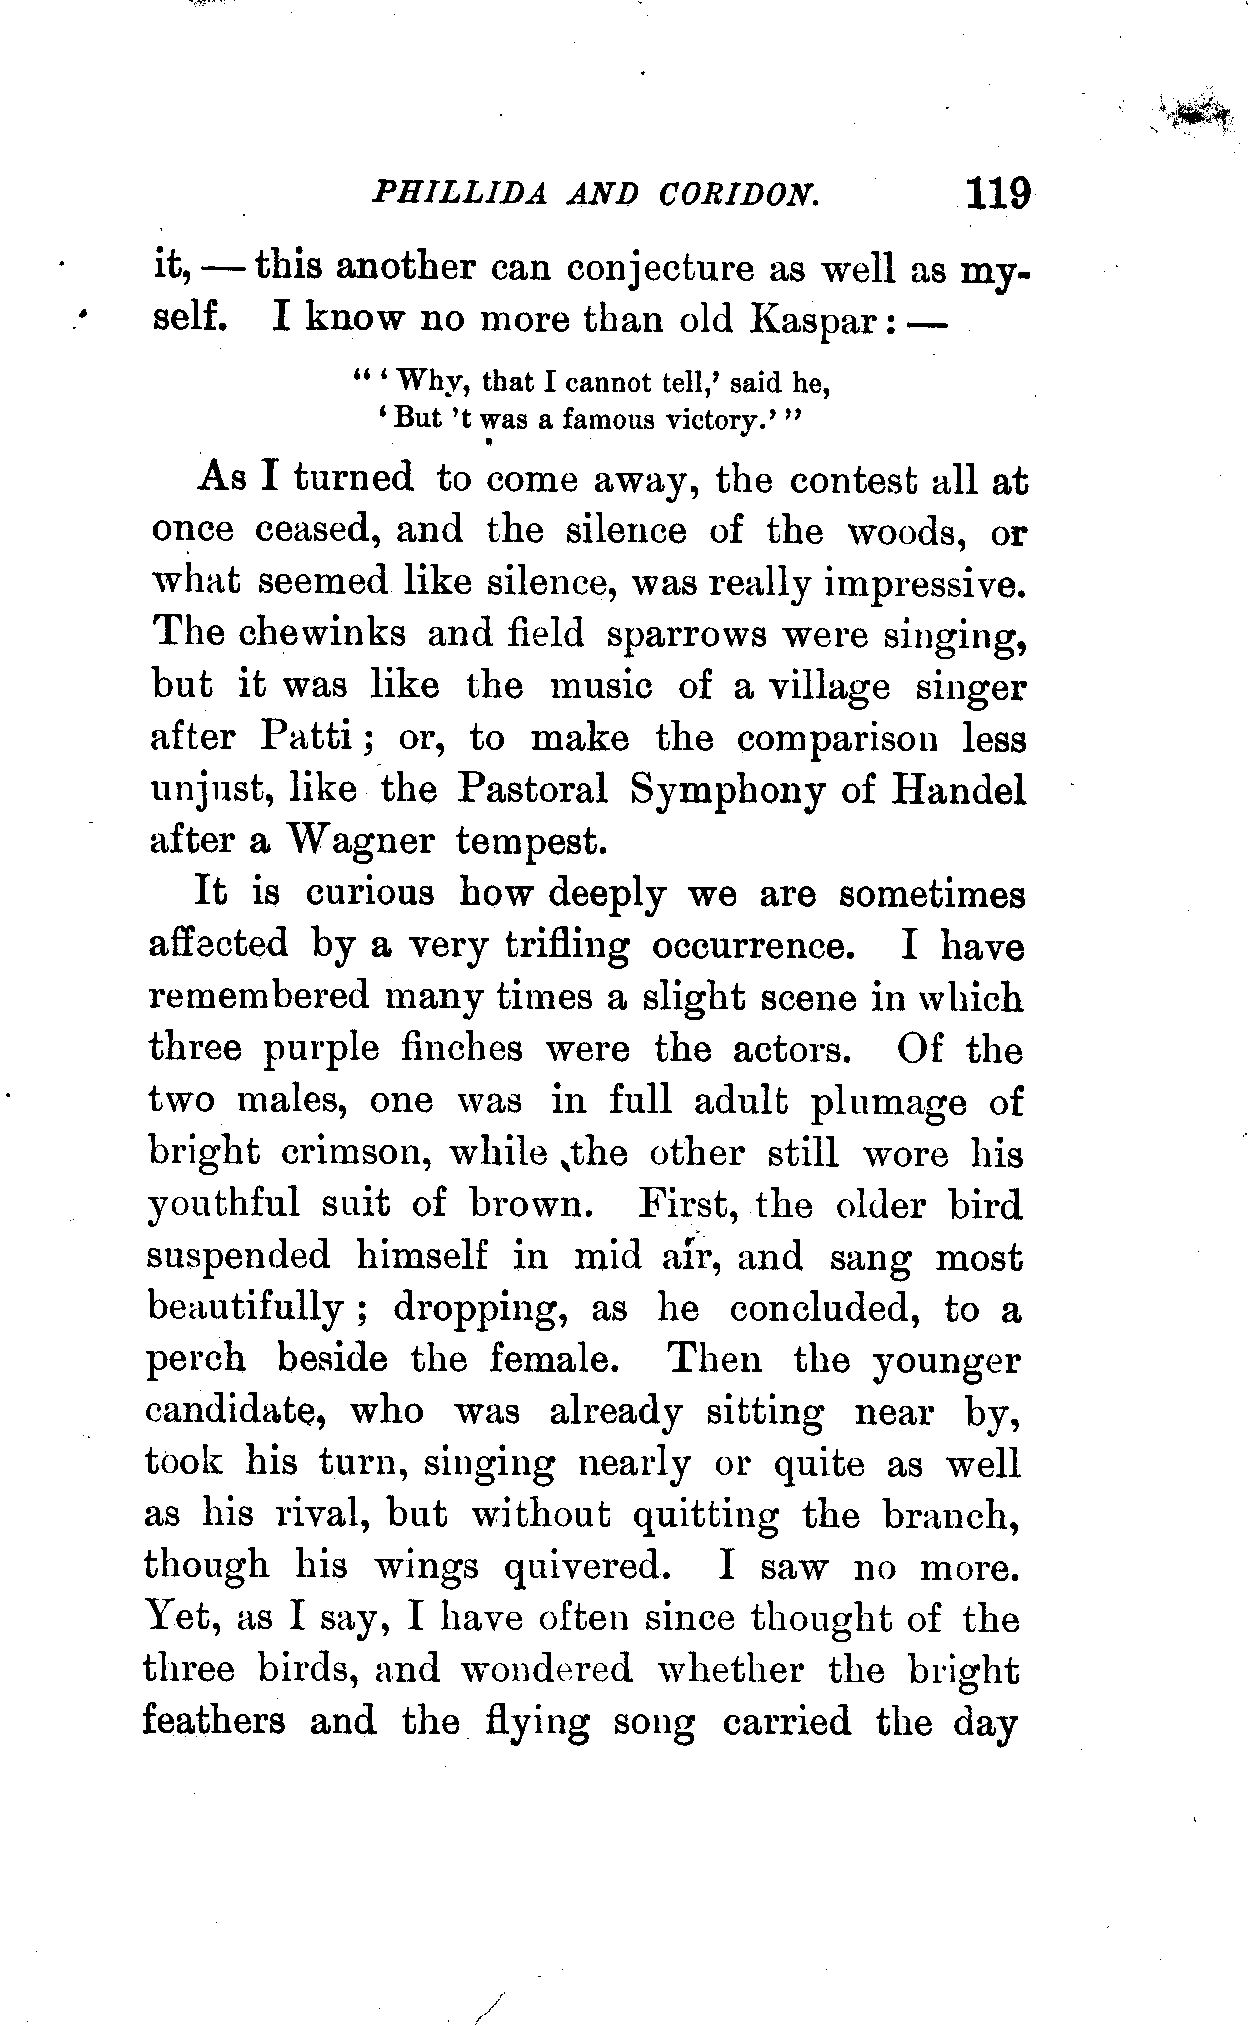 PHILLIDA AND CORIDON. 119
it, — this another can conjecture as well as my-
self. I know no more than old Kaspar: —
" ' Why, that I cannot tell,' said he,
' But 't was a famous victory.' "
As I turned to come away, the contest all at
once ceased, and the silence of the woods, or
what seemed like silence, was really impressive.
The chewinks and field sparrows were singing,
but it was like the music of a village singer
after Patti; or, to make the comparison less
unjust, like the Pastoral Symphony of Handel
after a Wagner tempest.
It is curious how deeply we are sometimes
affected by a very trifling occurrence. I have
remembered many times a slight scene in which
three purple finches were the actors. Of the
two males, one was in full adult plumage of
bright crimson, while the other still wore his
youthful suit of brown. First, the older bird
suspended himself in mid air, and sang most
beautifully; dropping, as he concluded, to a
perch beside the female. Then the younger
candidate, who was already sitting near by,
took his turn, singing nearly or quite as well
as his rival, but without quitting the branch,
though his wings quivered. I saw no more.
Yet, as I say, I have often since thought of the
three birds, and wondered whether the bright
feathers and the flying song carried the day